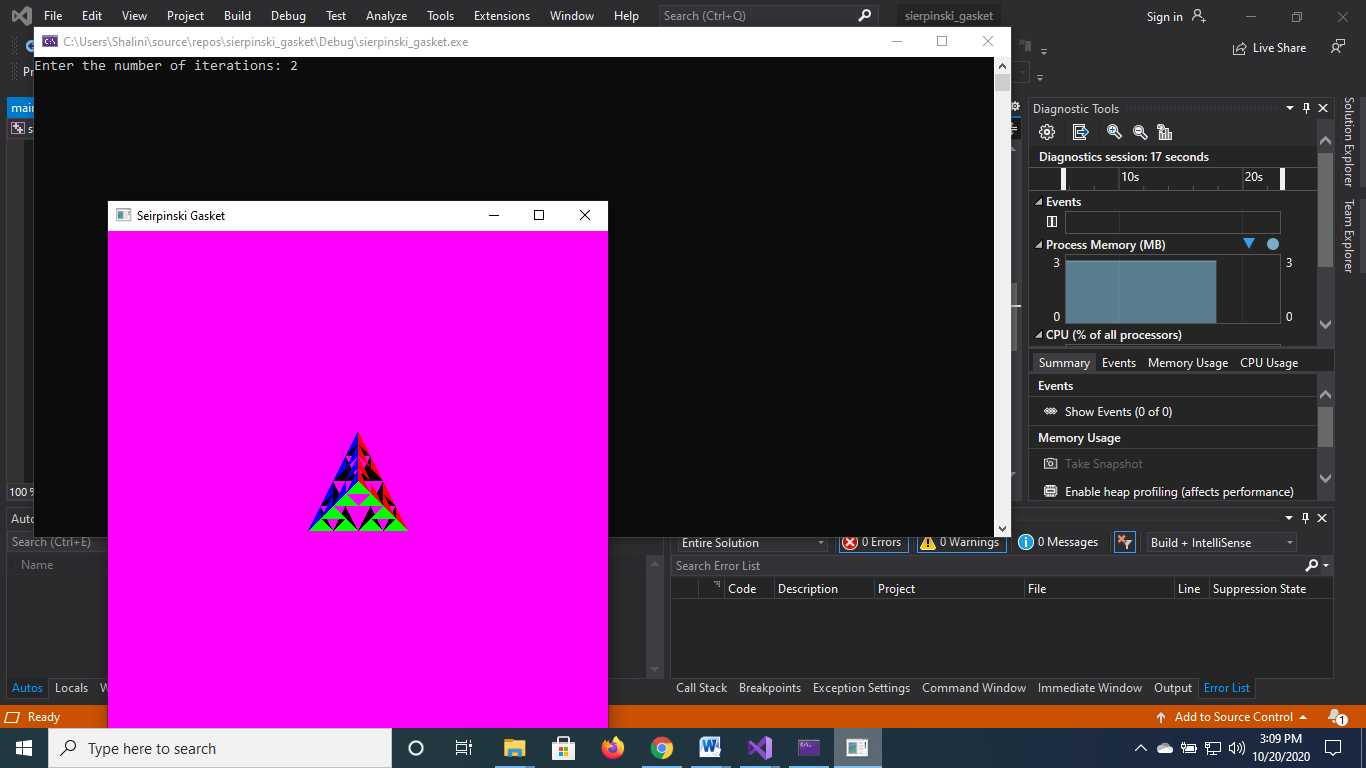 File Edit View Project Build Debug Test Analyze Tools Extensions Window Help Search (Ctrl+Q) sierpinski_gasket Sign in
C:\Users\Shalini\source\repos\sierpinski_gasket\Debug\sierpinski_gasket.exe
Live Share
Enter the number of iterations: 2
Pr
main
s
Diagnostic Tools
Diagnostics session: 17 seconds
10s 20s
Events
Process Memory (MB)
3 3
0 0
CPU (% of all processors)
Summary Events Memory Usage CPU Usage
Events
Show Events (0 of 0)
Memory Usage
Take Snapshot
Enable heap profiling (affects performance)
Solution Explorer
Team Explorer
Seirpinski Gasket
100 %
Auto
Search (Ctrl+E)
Name
Entire Solution 0 Errors 0 Warnings 0 Messages Build + IntelliSense
Search Error List
Code Description Project File Line Suppression State
Autos Locals W
Call Stack Breakpoints Exception Settings Command Window Immediate Window Output Error List
Ready
Add to Source Control 1
Type here to search
3:09 PM
10/20/2020